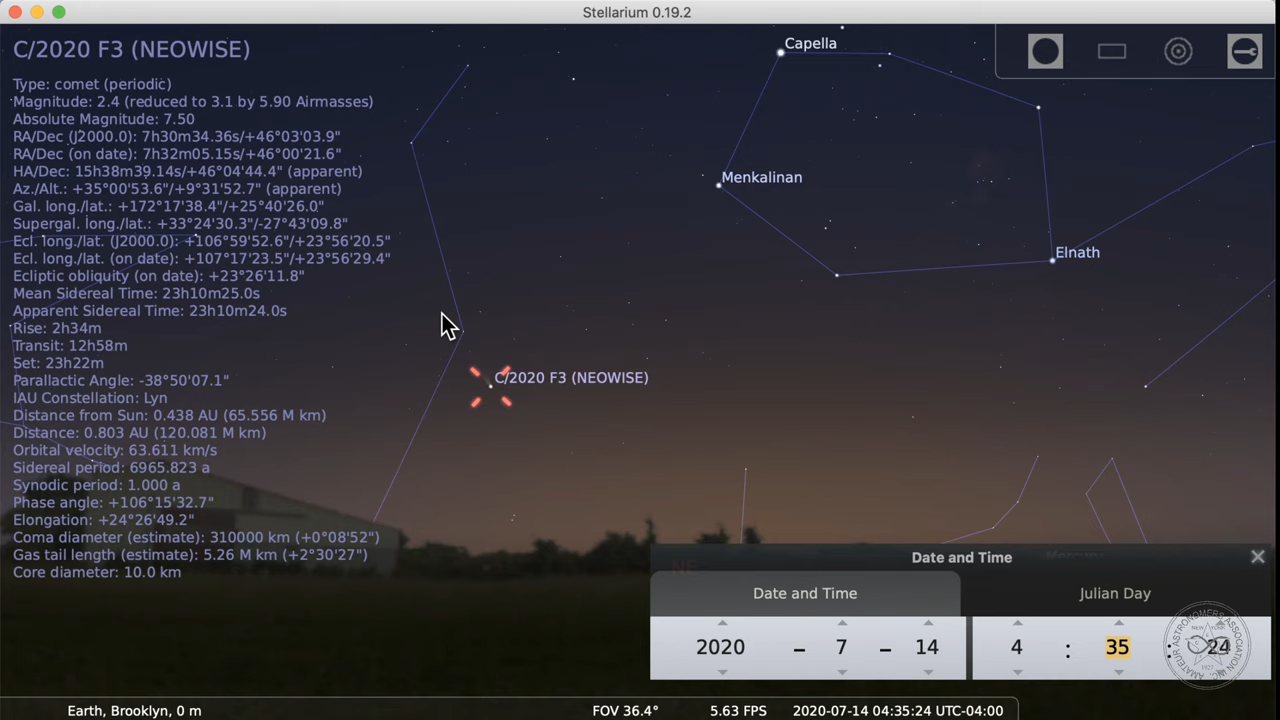 Stellarium 0.19.2
C/2020 F3 (NEOWISE)
Type: comet (periodic)
Magnitude: 2.4 (reduced to 3.1 by 5.90 Airmasses)
Absolute Magnitude: 7.50
RA/Dec (J2000.0): 7h30m34.36s/+46°03'03.9"
RA/Dec (on date): 7h32m05.15s/+46°00'21.6"
HA/Dec: 15h38m39.14s/+46°04'44.4" (apparent)
Az./Alt.: +35°00'53.6"/+9°31'52.7" (apparent)
Gal. long./lat.: +172°17'38.4"/+25°40'26.0"
Supergal. long./lat.: +33°24'30.3"/-27°43'09.8"
Ecl. long./lat. (J2000.0): +106°59'52.6"/+23°56'20.5"
Ecl. long./lat. (on date): +107°17'23.5"/+23°56'29.4"
Ecliptic obliquity (on date): +23°26'11.8"
Mean Sidereal Time: 23h10m25.0s
Apparent Sidereal Time: 23h10m24.0s
Rise: 2h34m
Transit: 12h58m
Set: 23h22m
Parallactic Angle: -38°50'07.1"
IAU Constellation: Lyn
Distance from Sun: 0.438 AU (65.556 M km)
Distance: 0.803 AU (120.081 M km)
Orbital velocity: 63.611 km/s
Sidereal period: 6965.823 a
Synodic period: 1.000 a
Phase angle: +106°15'32.7"
Elongation: +24°26'49.2"
Coma diameter (estimate): 310000 km (+0°08'52")
Gas tail length (estimate): 5.26 M km (+2°30'27")
Core diameter: 10.0 km
Capella
Menkalinan
Elnath
C/2020 F3 (NEOWISE)
Mercury
NE
Date and Time
Date and Time
Julian Day
2020 – 7 – 14
4 : 35 : 24
AMATEUR ASTRONOMERS ASSOCIATION INC.
NEW YORK
1927
Earth, Brooklyn, 0 m
FOV 36.4°
5.63 FPS
2020-07-14 04:35:24 UTC-04:00